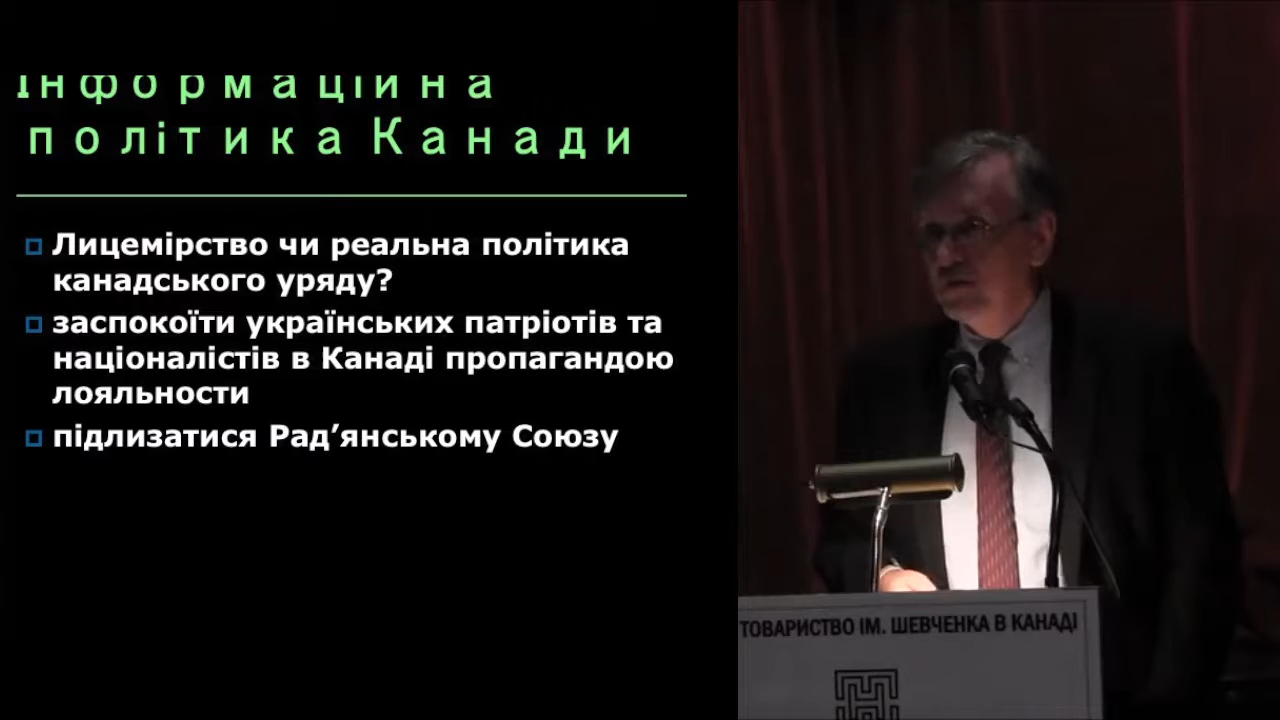 Інформаційна
політика Канади
Лицемірство чи реальна політика
канадського уряду?
заспокоїти українських патріотів та
націоналістів в Канаді пропагандою
лояльности
підлизатися Рад’янському Союзу
ТОВАРИСТВО ІМ. ШЕВЧЕНКА В КАНАДІ